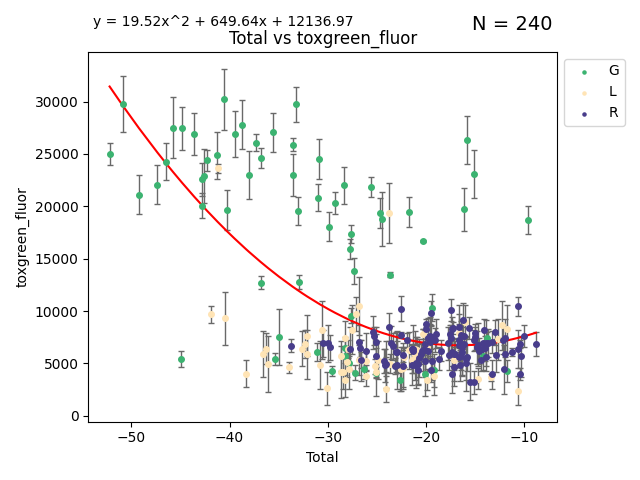 y = 19.52x^2 + 649.64x + 12136.97
N = 240
Total vs toxgreen_fluor
G
L
R
30000
25000
20000
15000
10000
5000
0
toxgreen_fluor
−50
−40
−30
−20
−10
Total